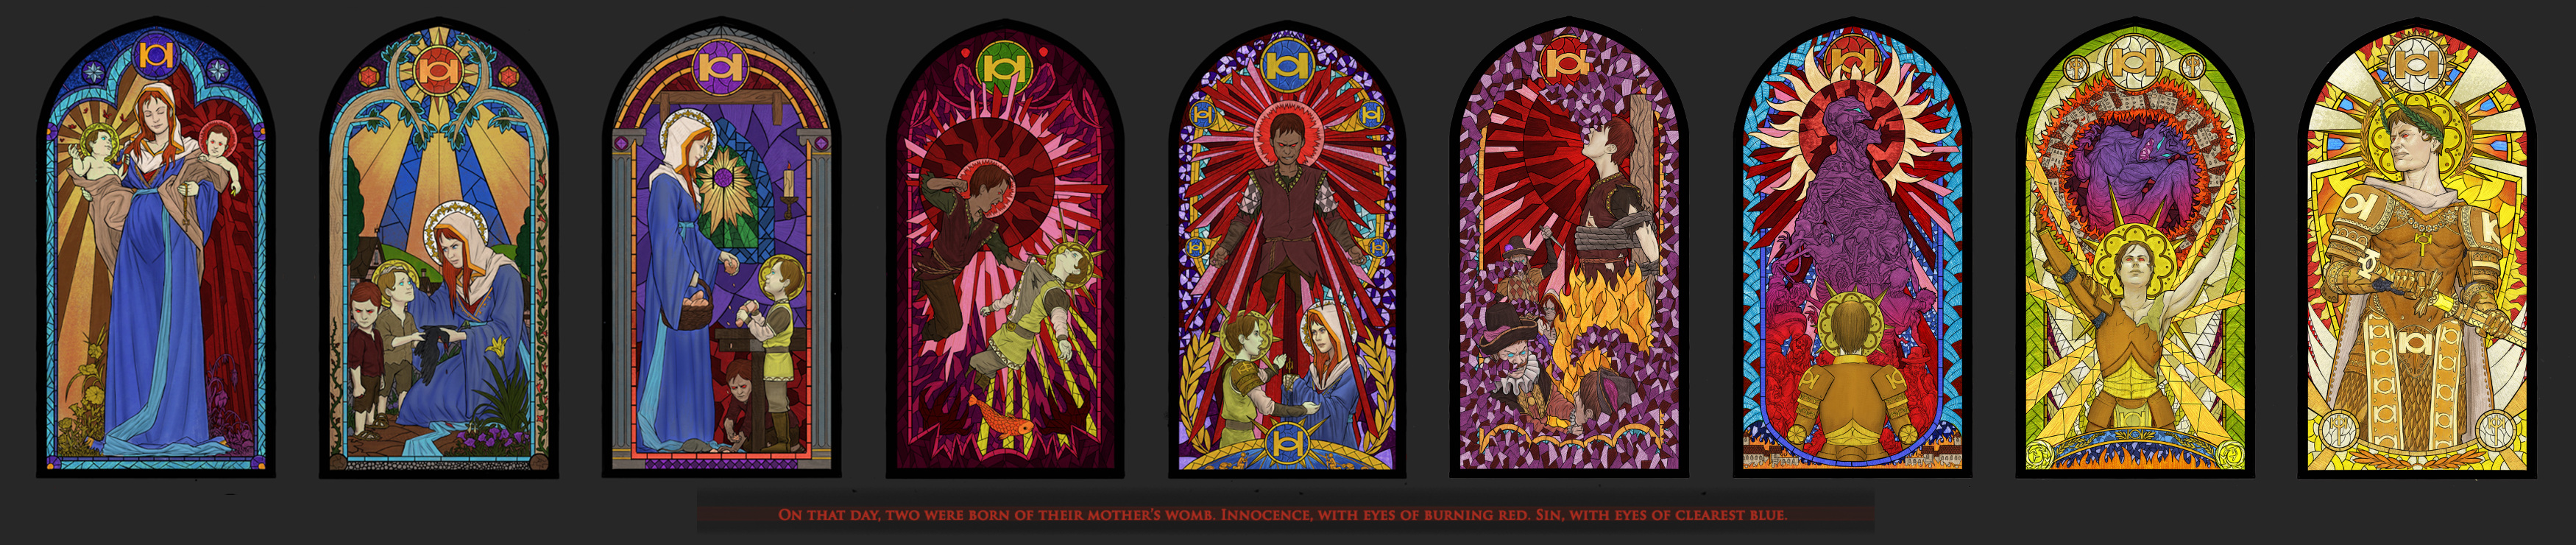 On that day, two were born of their mother's womb. Innocence, with eyes of burning red. Sin, with eyes of clearest blue.